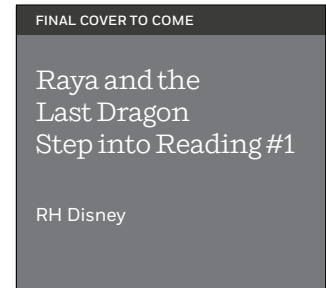 FINAL COVER TO COME
Raya and the
Last Dragon
Step into Reading #1
RH Disney